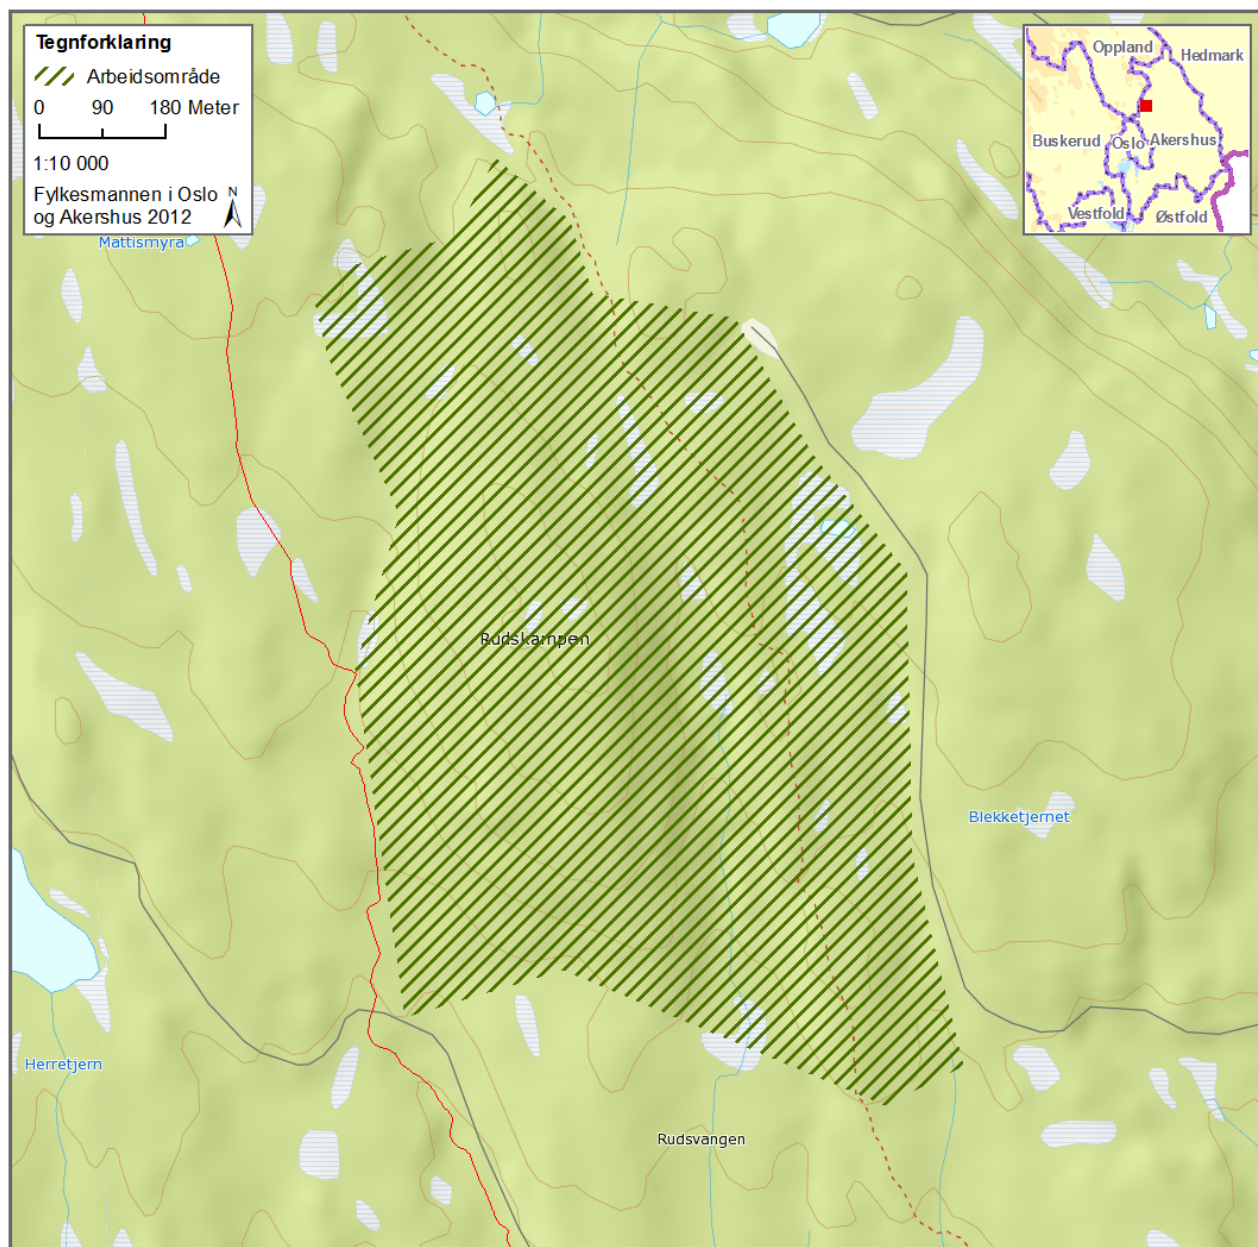 Tegnforklaring
Arbeidsområde
0 90 180 Meter
1:10 000
Fylkesmannen i Oslo
og Akershus 2012
N
Oppland
Hedmark
Buskerud
Oslo
Akershus
Vestfold
Østfold
Mattismyra
Rudskampen
Blekketjernet
Herretjern
Rudsvangen